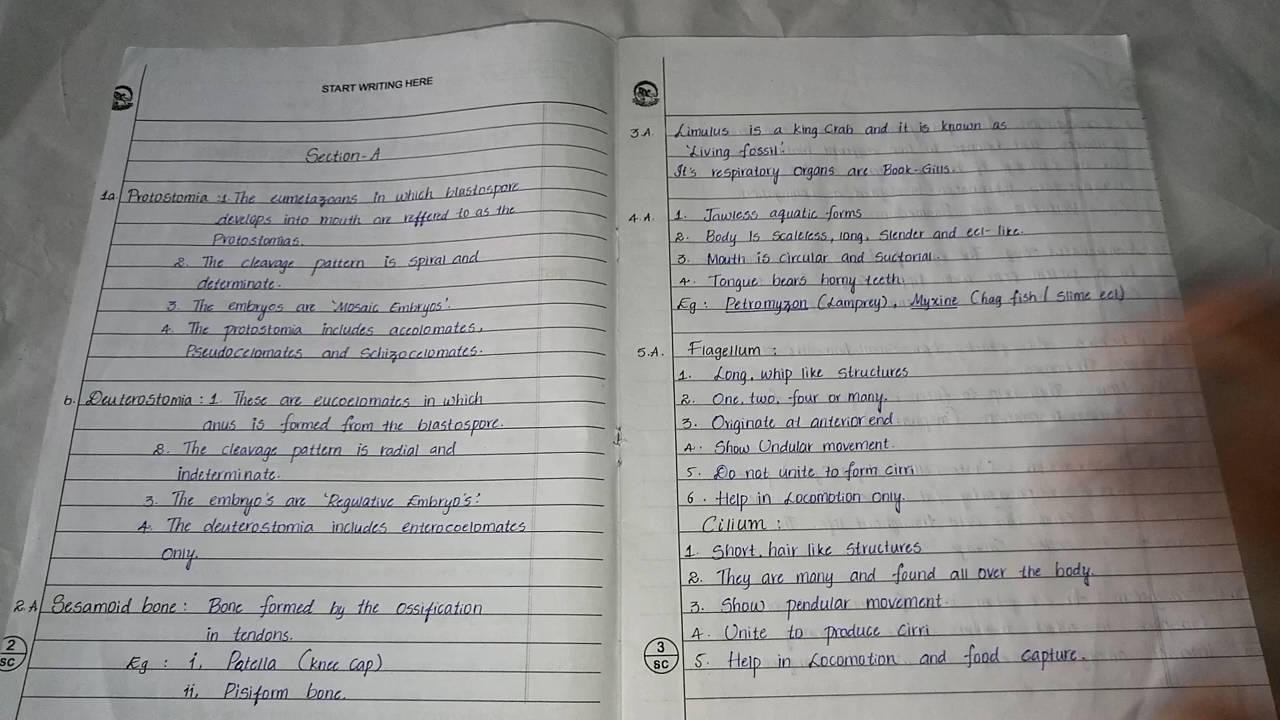 START WRITING HERE
Section-A
1a Protostomia : 1. The eumetazoans in which blastospore
develops into mouth are reffered to as the
Protostomias.
2. The cleavage pattern is spiral and
determinate.
3. The embryos are 'Mosaic Embryos'.
4. The protostomia includes acoelomates,
Pseudocelomates and Schizocelomates.
b. Deuterostomia : 1. These are eucoelomates in which
anus is formed from the blastospore.
2. The cleavage pattern is radial and
indeterminate.
3. The embryo's are 'Regulative Embryo's'.
4. The deuterostomia includes enterocoelomates
Only.
2.A Sesamoid bone : Bone formed by the ossification
in tendons.
Eg : i, Patella (knee cap)
ii, Pisiform bone.
2
SC
3.A. Limulus is a king Crab and it is known as
'Living fossil'.
It's respiratory organs are Book-Gills.
4.A. 1. Jawless aquatic forms
2. Body is Scaleless, long, Slender and eel-like.
3. Mouth is Circular and Suctorial.
4. Tongue bears horny teeth.
Eg : Petromyzon (Lamprey), Myxine (hag fish / Slime eel)
5.A. Flagellum :
1. Long, whip like structures
2. One, two, four or many.
3. Originate at anterior end
4. Show Undular movement.
5. Do not unite to form cirri
6. Help in Locomotion only.
Cilium :
1. Short, hair like structures
2. They are many and found all over the body.
3. Show pendular movement.
4. Unite to produce Cirri
5. Help in Locomotion and food capture.
3
SC